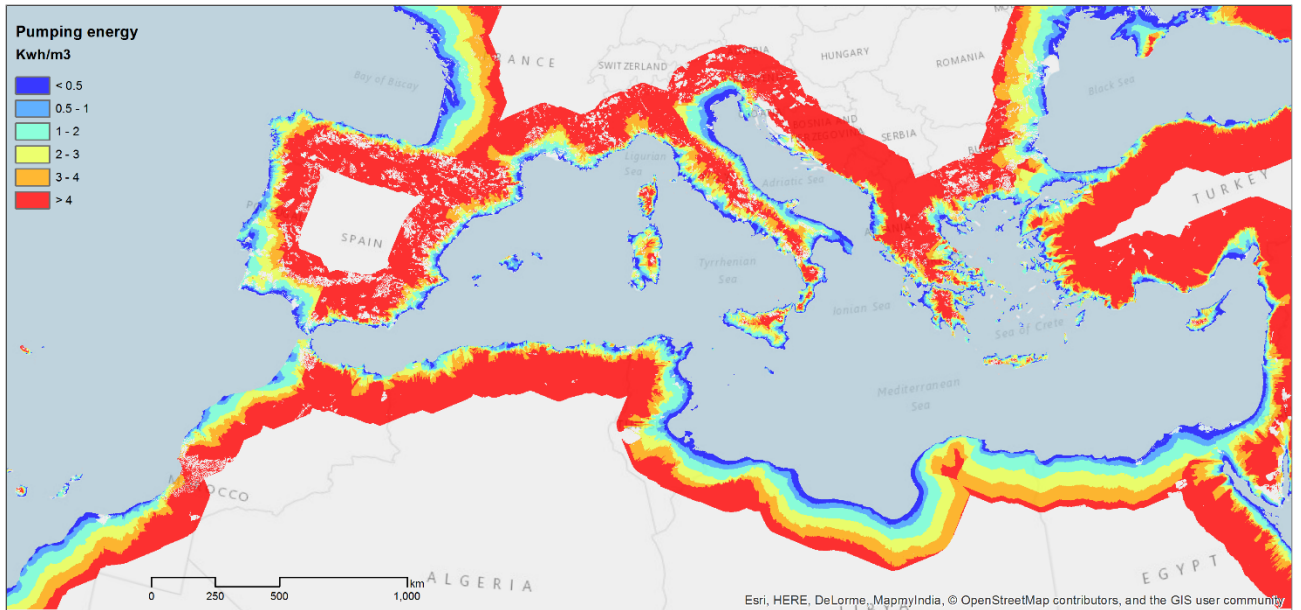 Pumping energy
Kwh/m3
< 0.5
0.5 - 1
1 - 2
2 - 3
3 - 4
> 4
Bay of Biscay
SWITZERLAND
HUNGARY
ROMANIA
Black Sea
SERBIA
Ligurian
Sea
Adriatic Sea
SPAIN
TURKEY
Tyrrhenian
Sea
Ionian Sea
Sea of Crete
Mediterranean
Sea
ALGERIA
EGYPT
km
0 250 500 1,000
Esri, HERE, DeLorme, MapmyIndia, © OpenStreetMap contributors, and the GIS user community